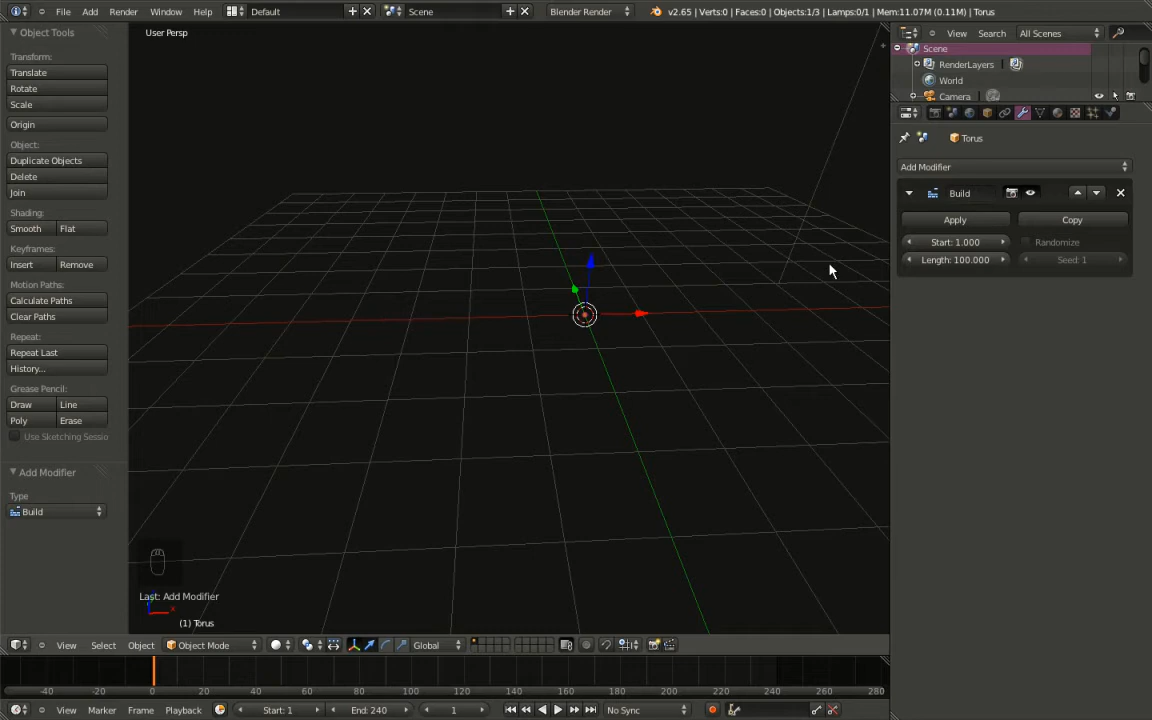 File Add Render Window Help Default Scene Blender Render v2.65 | Verts:0 | Faces:0 | Objects:1/3 | Lamps:0/1 | Mem:11.07M (0.11M) | Torus
Object Tools
Transform:
Translate
Rotate
Scale
Origin
Object:
Duplicate Objects
Delete
Join
Shading:
Smooth Flat
Keyframes:
Insert Remove
Motion Paths:
Calculate Paths
Clear Paths
Repeat:
Repeat Last
History...
Grease Pencil:
Draw Line
Poly Erase
Use Sketching Sessio
Add Modifier
Type
Build
User Persp
Last: Add Modifier
x
(1) Torus
View Search All Scenes
Scene
RenderLayers
World
Camera
Torus
Add Modifier
Build
Apply Copy
Start: 1.000 Randomize
Length: 100.000 Seed: 1
View Select Object Object Mode Global
-40 -20 0 20 40 60 80 100 120 140 160 180 200 220 240 260 280
View Marker Frame Playback Start: 1 End: 240 1 No Sync